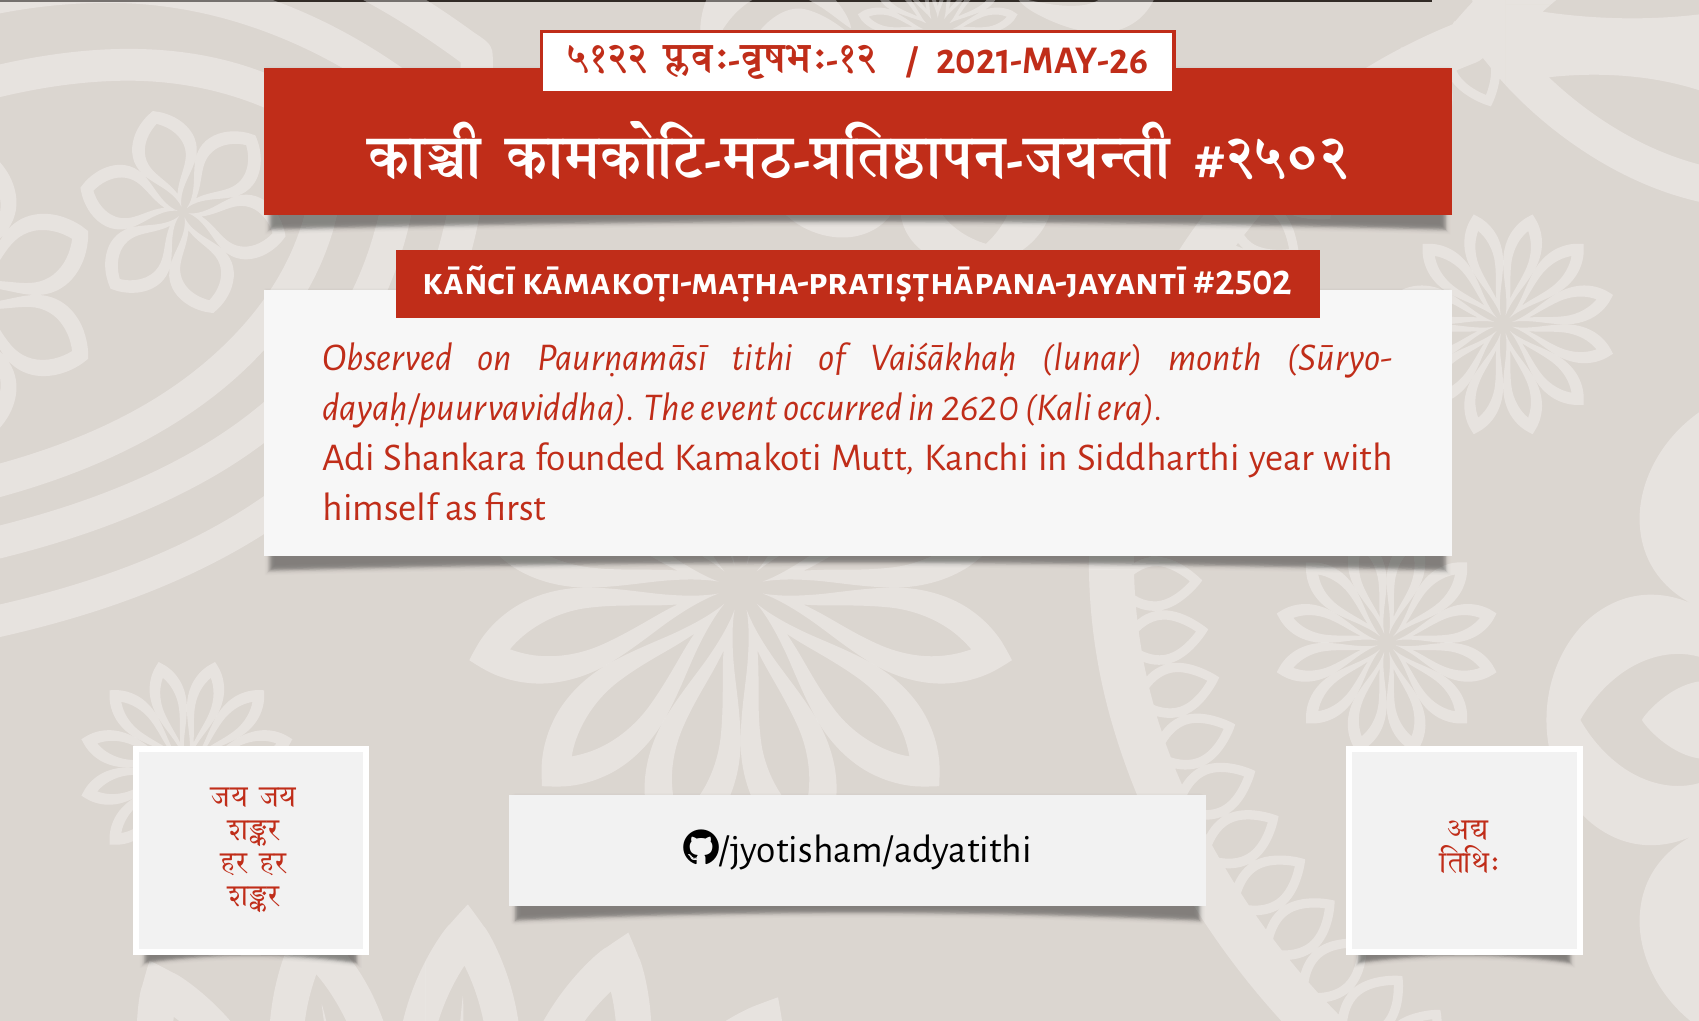 ५१२२ प्लवः-वृषभः-१२ / 2021-MAY-26
काञ्ची कामकोटि-मठ-प्रतिष्ठापन-जयन्ती #२५०२
KĀÑCĪ KĀMAKOṬI-MAṬHA-PRATIṢṬHĀPANA-JAYANTĪ #2502
Observed on Paurṇamāsī tithi of Vaiśākhaḥ (lunar) month (Sūryo-
dayaḥ/puurvaviddha). The event occurred in 2620 (Kali era).
Adi Shankara founded Kamakoti Mutt, Kanchi in Siddharthi year with
himself as first
जय जय
शङ्कर
हर हर
शङ्कर
/jyotisham/adyatithi
अद्य
तिथिः